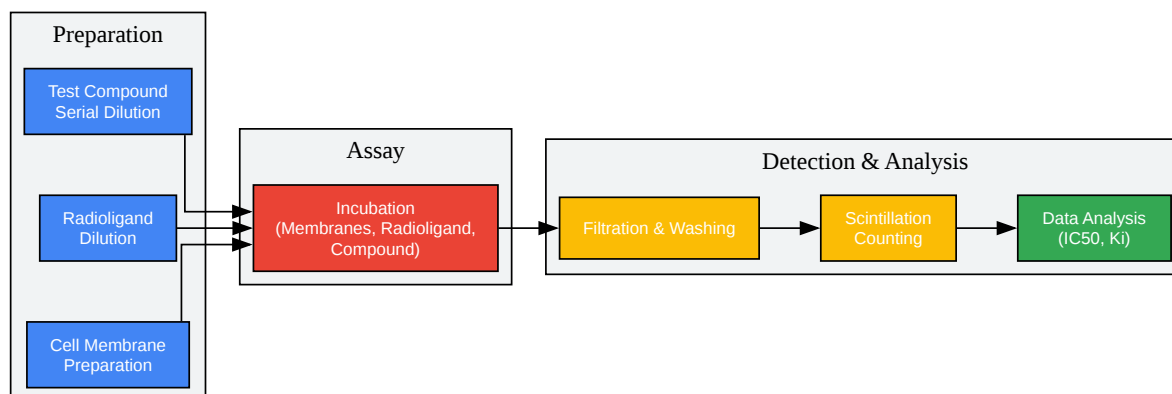 Preparation
Test Compound
Serial Dilution
Radioligand
Dilution
Cell Membrane
Preparation
Assay
Incubation
(Membranes, Radioligand,
Compound)
Detection & Analysis
Filtration & Washing
Scintillation
Counting
Data Analysis
(IC50, Ki)